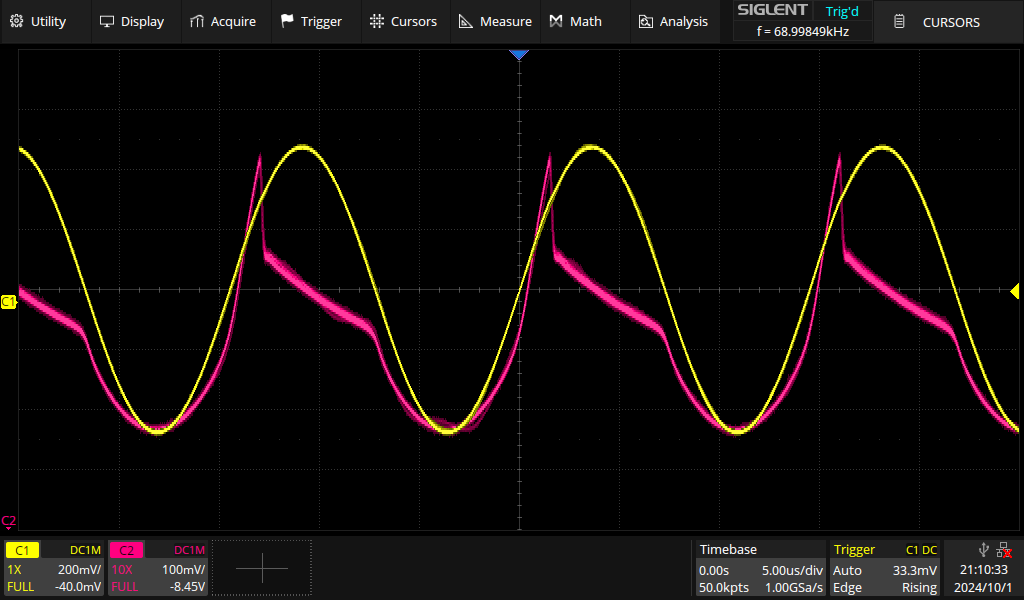 Utility
Display
Acquire
Trigger
Cursors
Measure
Math
Analysis
SIGLENT
Trig'd
f = 68.99849kHz
CURSORS
C1
C2
C1
DC1M
1X
200mV/
FULL
-40.0mV/
C2
DC1M
10X
100mV/
FULL
-8.45V
Timebase
0.00s
5.00us/div
50.0kpts
1.00GSa/s
Trigger
C1 DC
Auto
33.3mV
Edge
Rising
21:10:33
2024/10/1